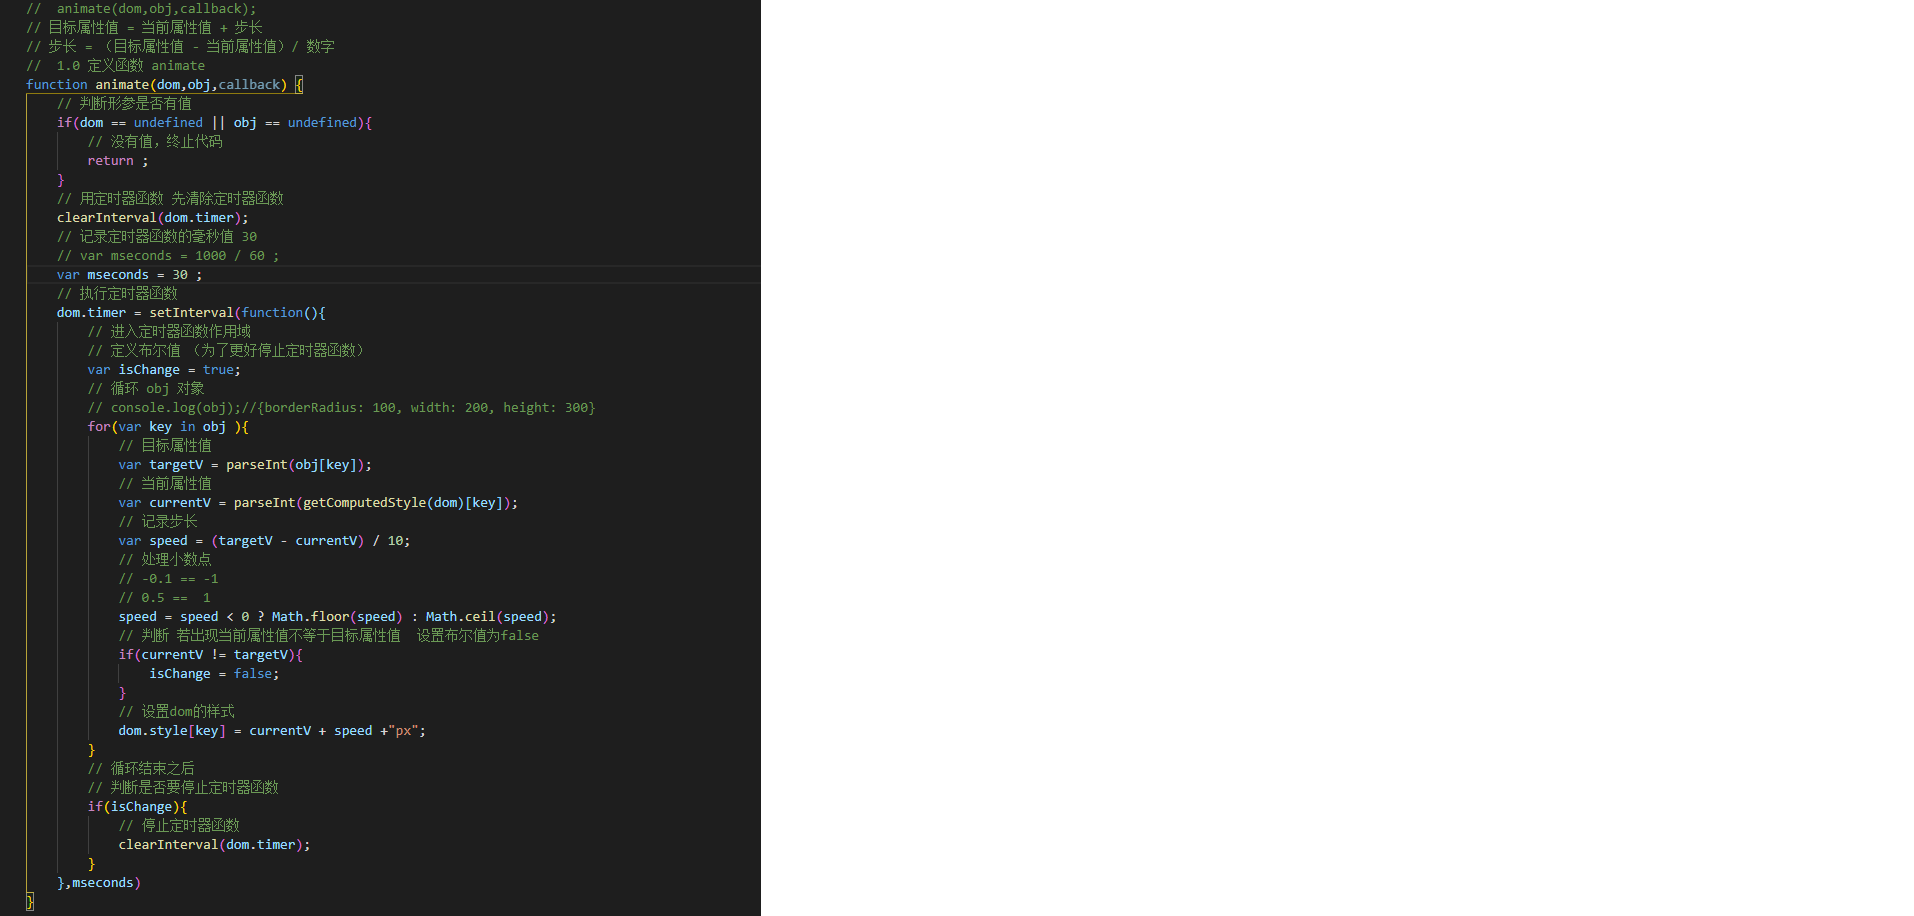 //  animate(dom,obj,callback);
// 目标属性值 = 当前属性值 + 步长
// 步长 = （目标属性值 - 当前属性值）/ 数字
//  1.0 定义函数 animate
function animate(dom,obj,callback) {
    // 判断形参是否有值
    if(dom == undefined || obj == undefined){
        // 没有值，终止代码
        return ;
    }
    // 用定时器函数 先清除定时器函数
    clearInterval(dom.timer);
    // 记录定时器函数的毫秒值 30
    // var mseconds = 1000 / 60 ;
    var mseconds = 30 ;
    // 执行定时器函数
    dom.timer = setInterval(function(){
        // 进入定时器函数作用域
        // 定义布尔值 （为了更好停止定时器函数）
        var isChange = true;
        // 循环 obj 对象
        // console.log(obj);//{borderRadius: 100, width: 200, height: 300}
        for(var key in obj ){
            // 目标属性值
            var targetV = parseInt(obj[key]);
            // 当前属性值
            var currentV = parseInt(getComputedStyle(dom)[key]);
            // 记录步长
            var speed = (targetV - currentV) / 10;
            // 处理小数点
            // -0.1 == -1
            // 0.5 ==  1
            speed = speed < 0 ? Math.floor(speed) : Math.ceil(speed);
            // 判断 若出现当前属性值不等于目标属性值  设置布尔值为false
            if(currentV != targetV){
                isChange = false;
            }
            // 设置dom的样式
            dom.style[key] = currentV + speed +"px";
        }
        // 循环结束之后
        // 判断是否要停止定时器函数
        if(isChange){
            // 停止定时器函数
            clearInterval(dom.timer);
        }
    },mseconds)
}